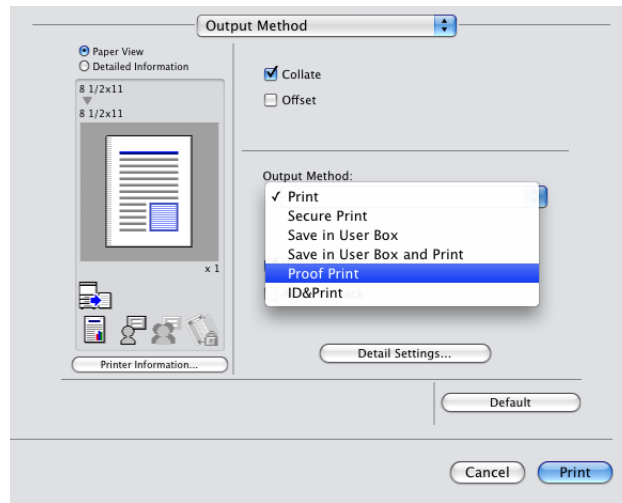 Output Method
Paper View
Detailed Information
8 1/2x11
8 1/2x11
x 1
Printer Information...
Collate
Offset
Output Method:
✓ Print
Secure Print
Save in User Box
Save in User Box and Print
Proof Print
ID&Print
Detail Settings...
Default
Cancel
Print